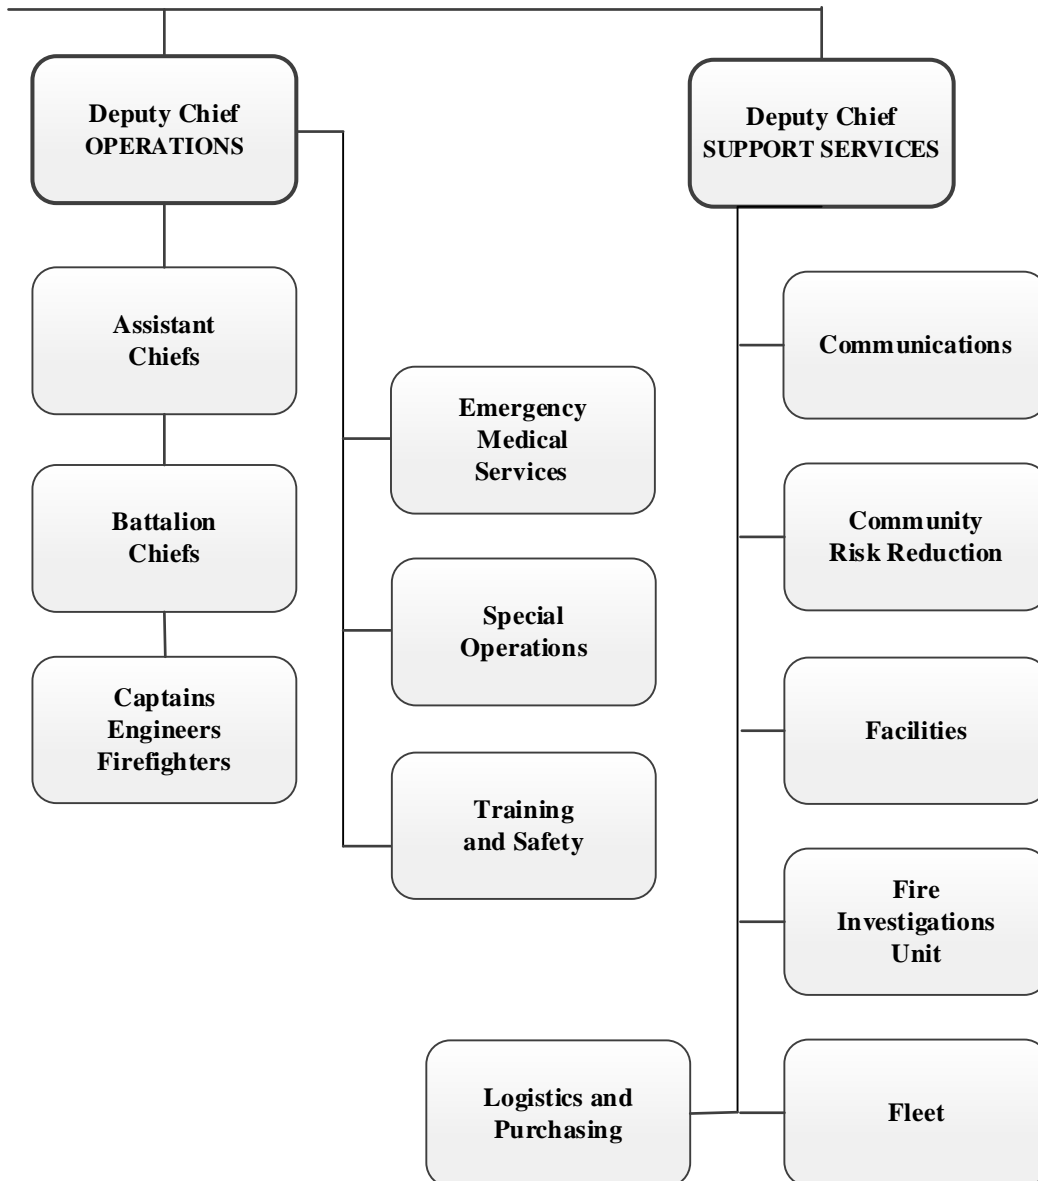 Deputy Chief
OPERATIONS
Deputy Chief
SUPPORT SERVICES
Assistant
Chiefs
Battalion
Chiefs
Captains
Engineers
Firefighters
Emergency
Medical
Services
Special
Operations
Training
and Safety
Communications
Community
Risk Reduction
Facilities
Fire
Investigations
Unit
Logistics and
Purchasing
Fleet